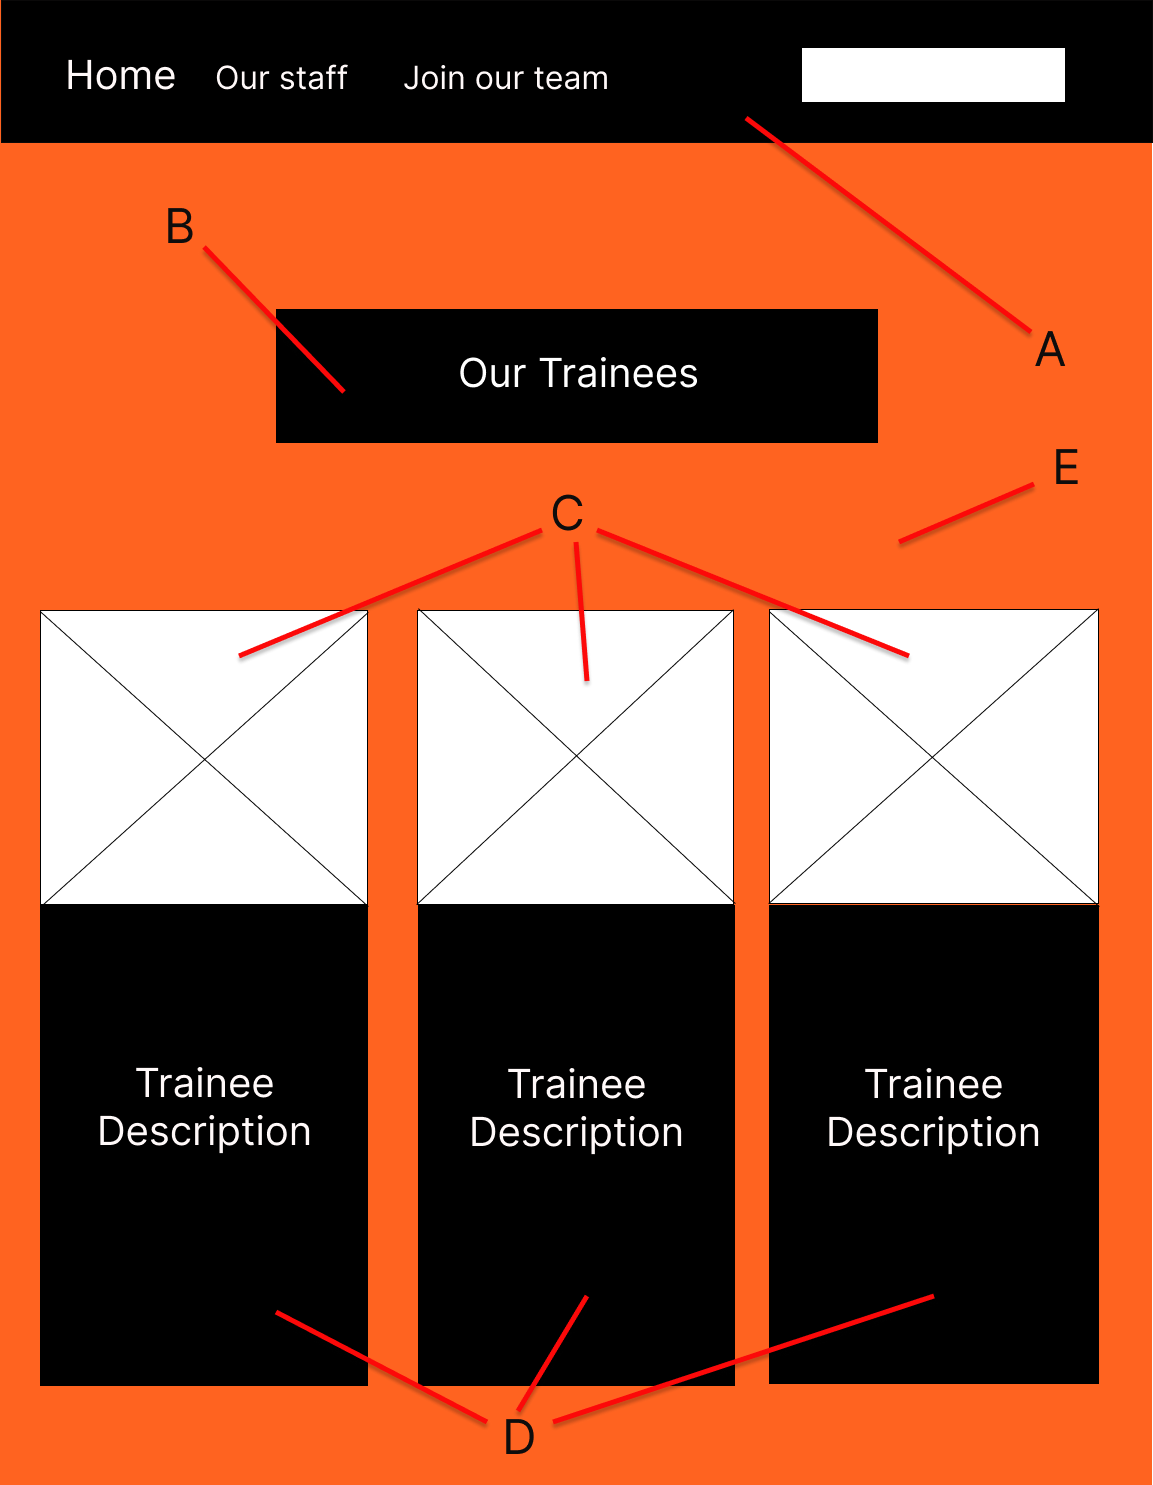 Home Our staff Join our team
B
A
Our Trainees
E
C
Trainee
Description
Trainee
Description
Trainee
Description
D